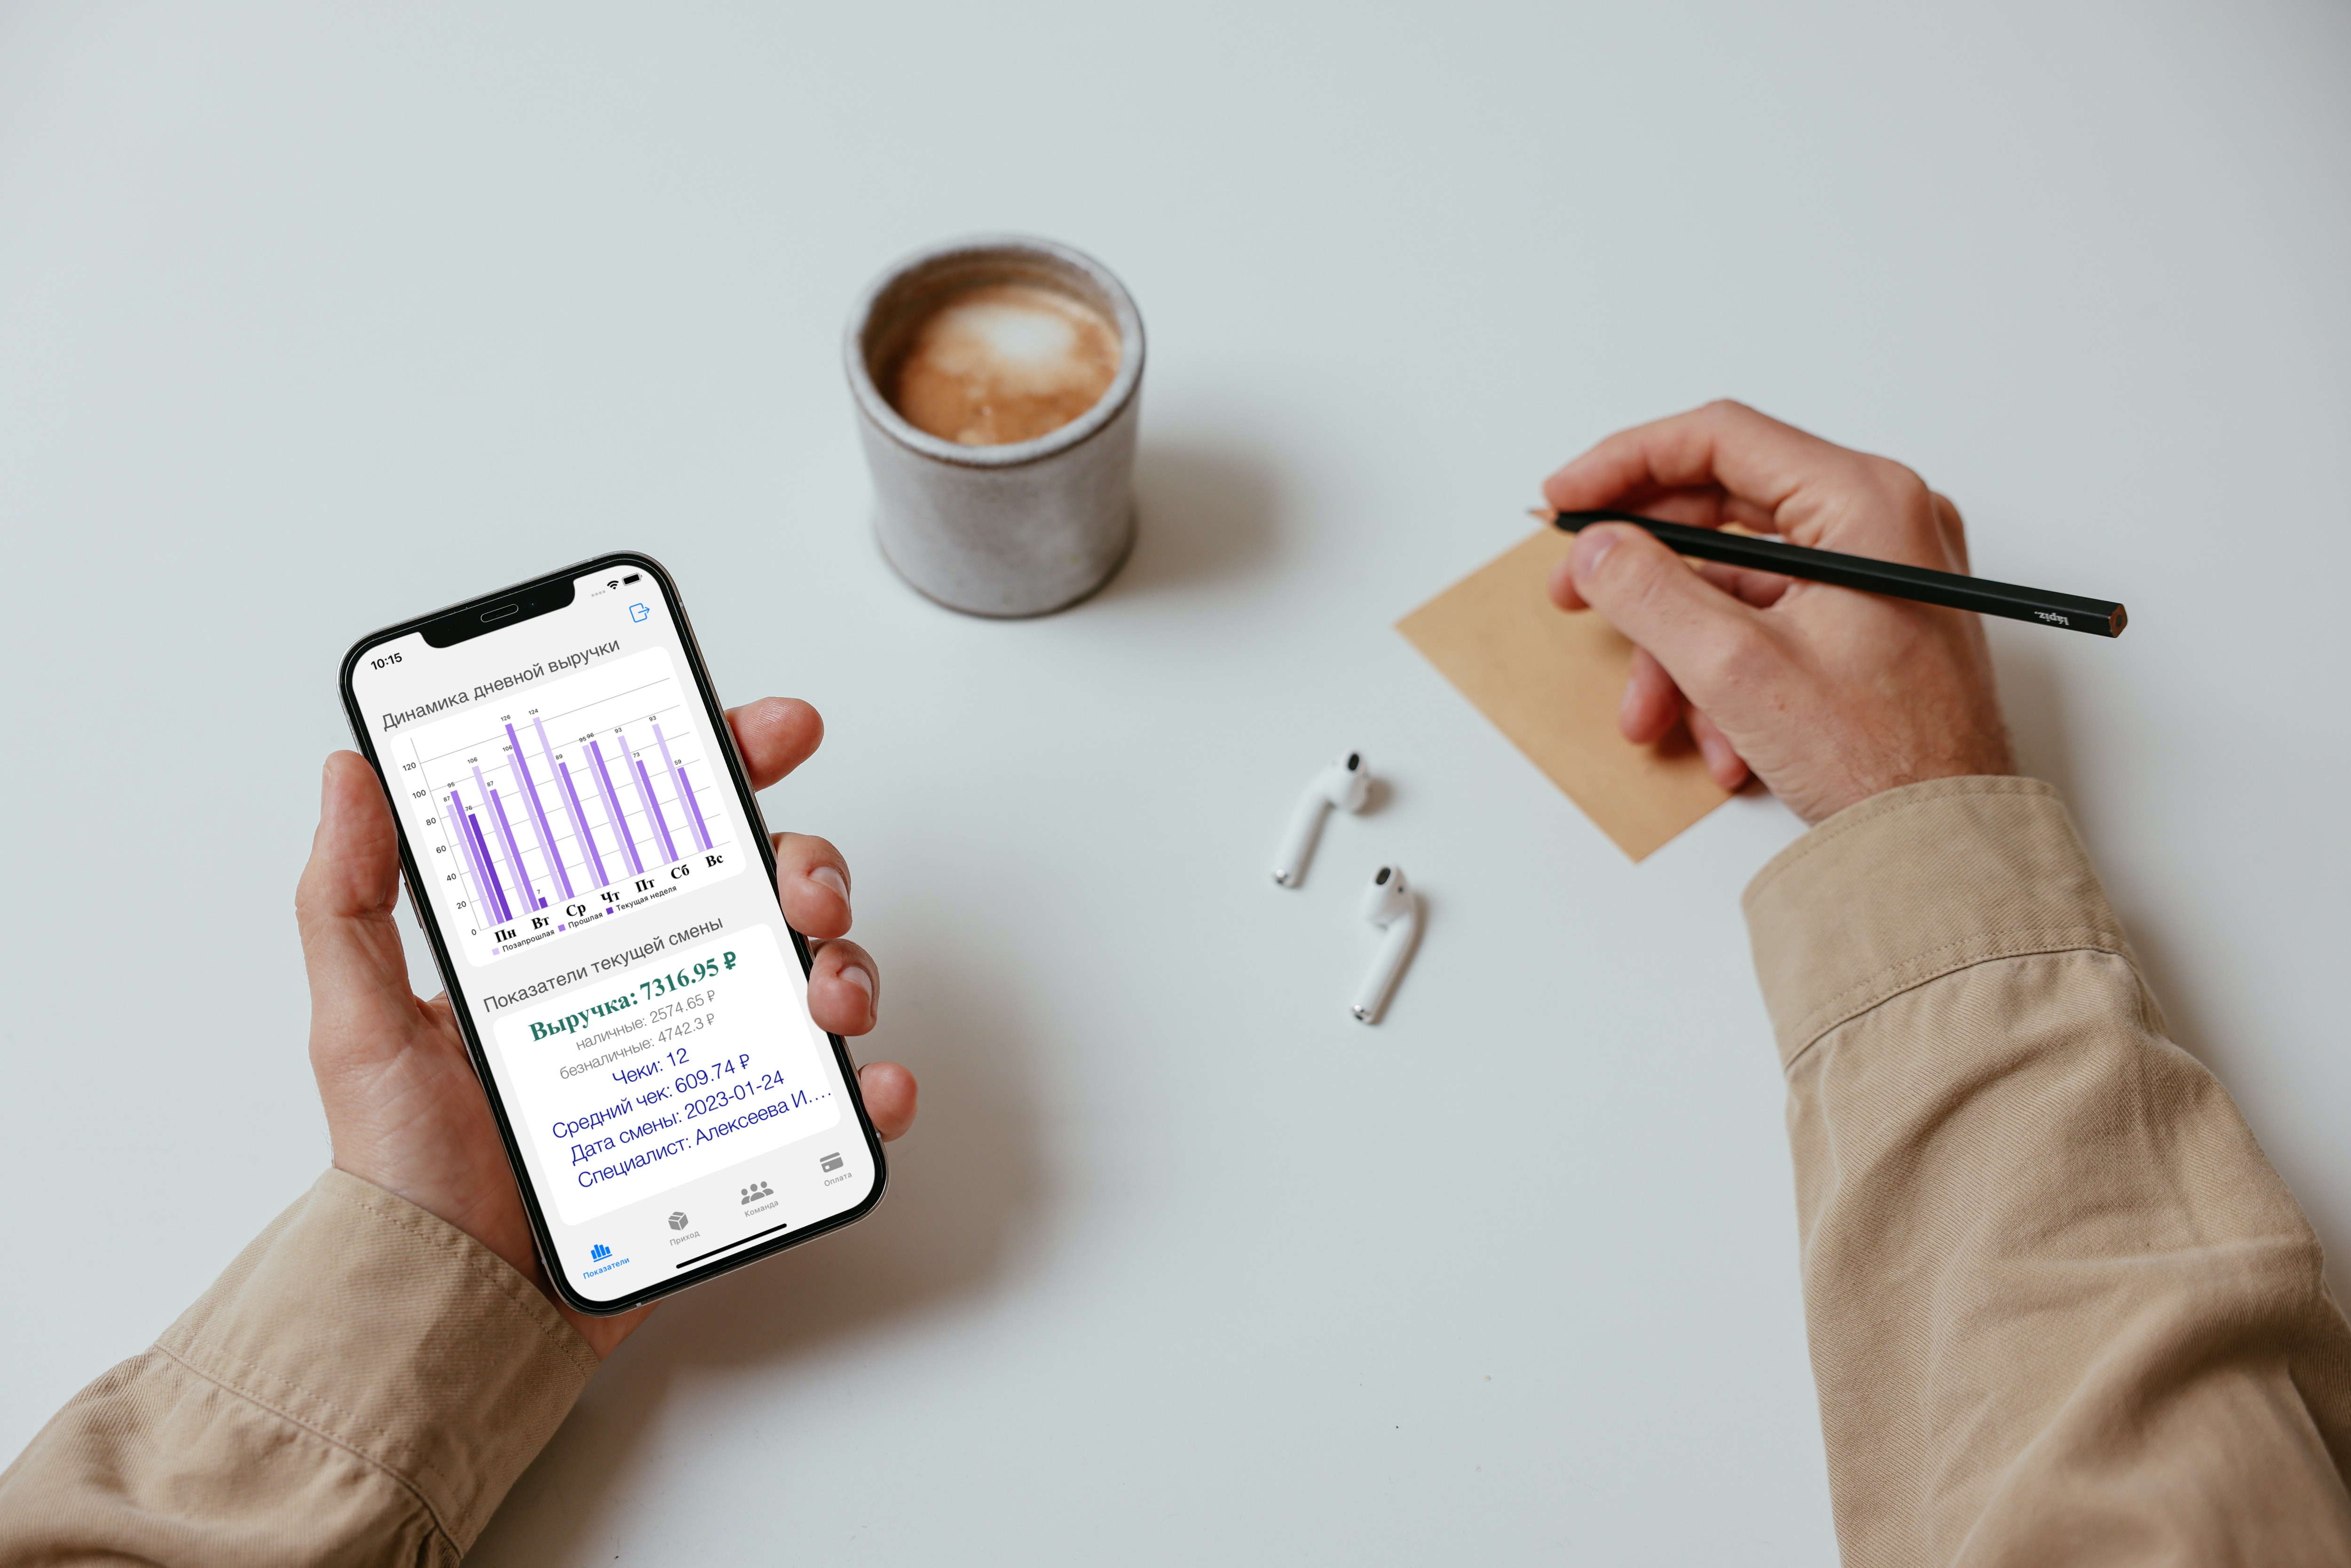 10:15
Динамика дневной выручки
120
100
80
60
40
20
0
87 95 76
106 87 7
106 126
124 89
95 96
93 73
93 59
Пн Вт Ср Чт Пт Сб Вс
Позапрошлая Прошлая Текущая неделя
Показатели текущей смены
Выручка: 7316.95 ₽
наличные: 2574.65 ₽
безналичные: 4742.3 ₽
Чеки: 12
Средний чек: 609.74 ₽
Дата смены: 2023-01-24
Специалист: Алексеева И....
Показатели Приход Команда Оплата
lápiz.